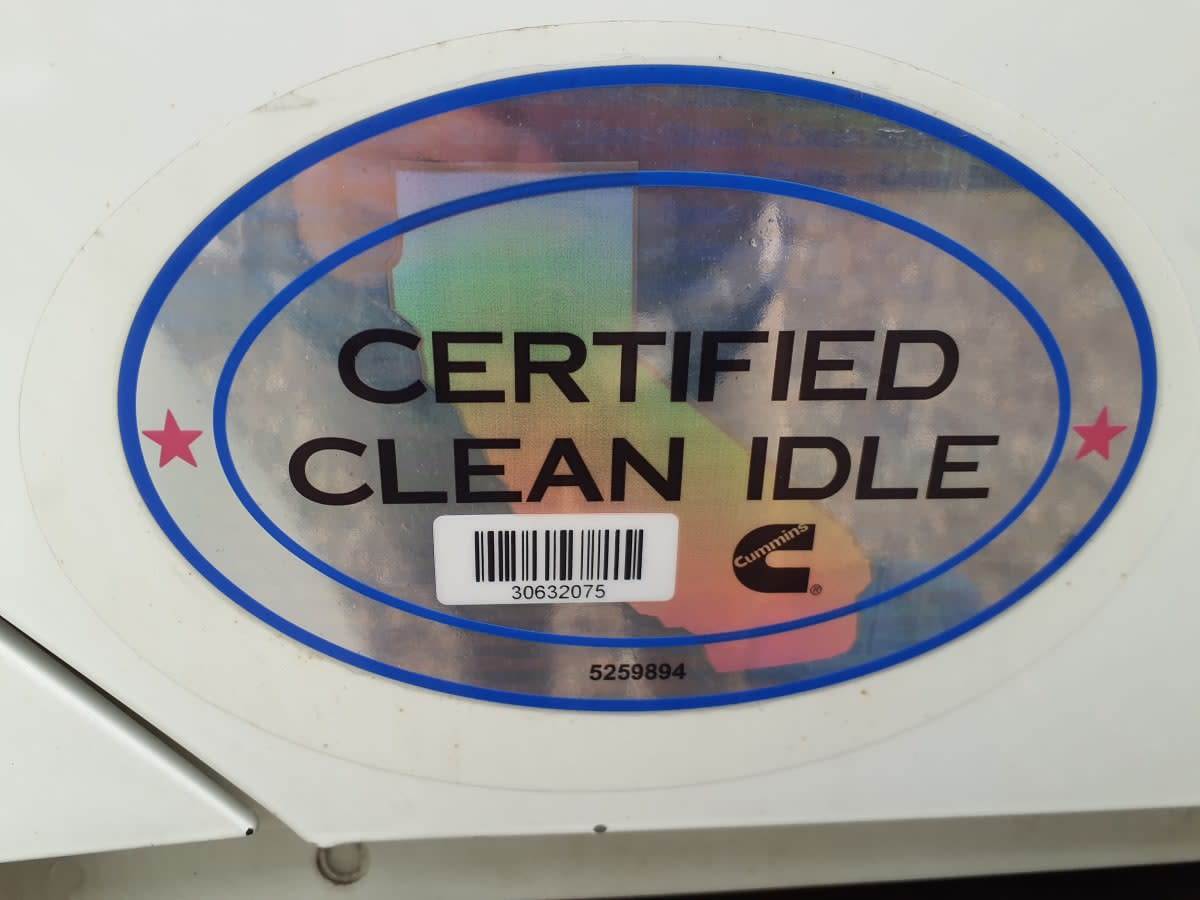 CERTIFIED
CLEAN IDLE
Cummins
®
30632075
5259894